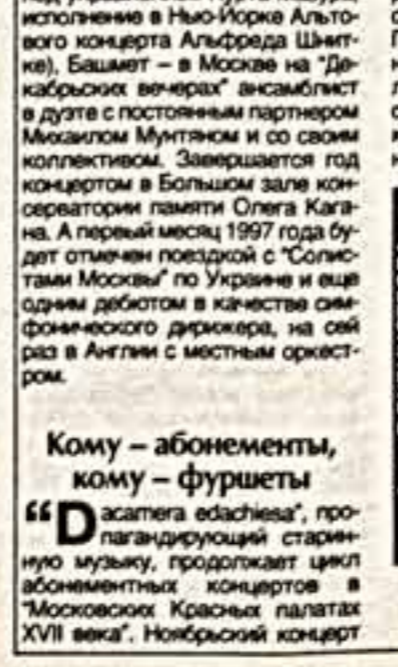 исполнение в Нью-Йорке Альто-
вого концерта Альфреда Шнит-
ке), Башмет – в Москве на "Де-
кабрьских вечерах" ансамблист
в дуэте с постоянным партнером
Михаилом Мунтяном и со своим
коллективом. Завершается год
концертом в Большом зале кон-
серватории памяти Олега Кага-
на. А первый месяц 1997 года бу-
дет отмечен поездкой с "Солис-
тами Москвы" по Украине и еще
одним дебютом в качестве сим-
фонического дирижера, на сей
раз в Англии с местным оркест-
ром.
Кому – абонементы,
кому – фуршеты
“Dacamera edachiesa", про-
пагандирующий старин-
ную музыку, продолжает цикл
абонементных концертов в
"Московских Красных палатах
XVII века". Ноябрьский концерт